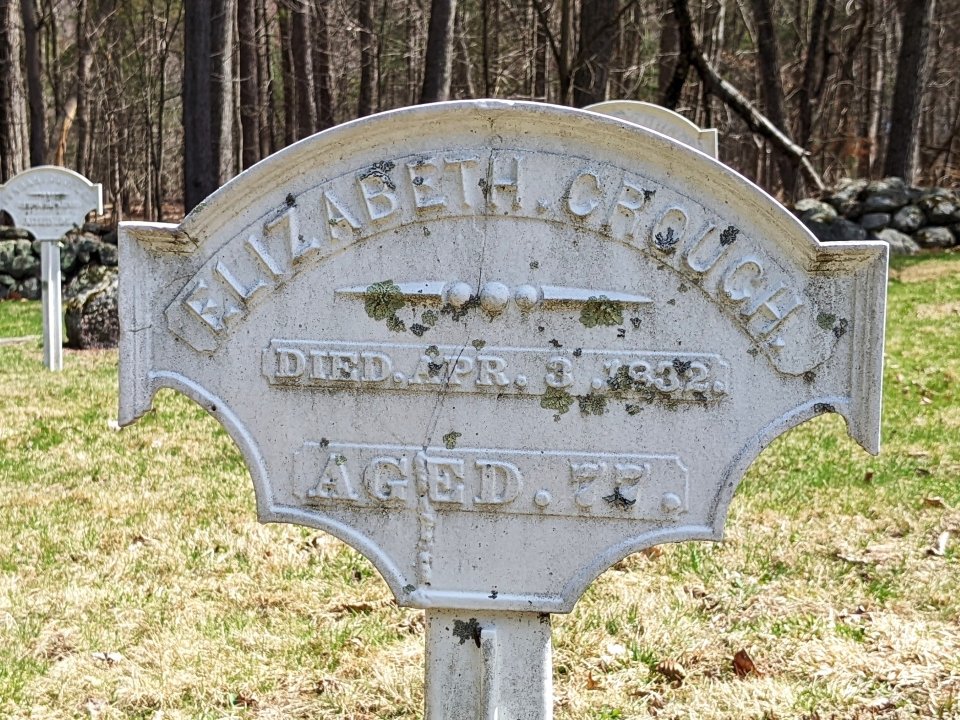 ELIZABETH. CROUCH.
DIED. APR. 3. 1832.
AGED. 77.